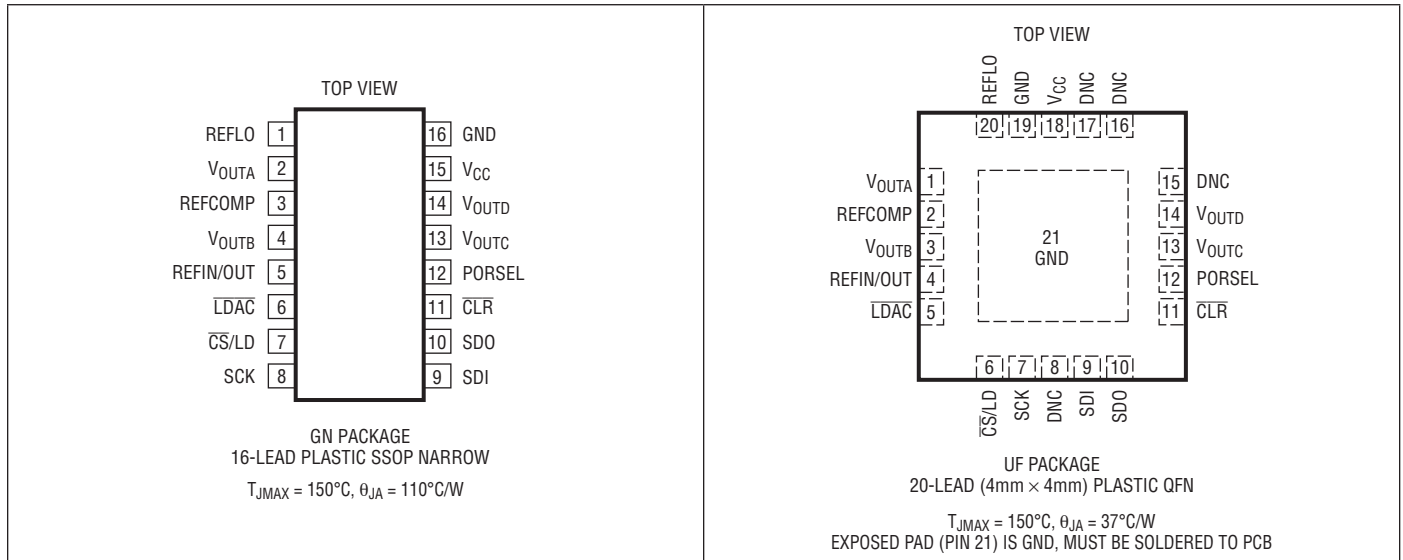 TOP VIEW
REFLO 1
VOUTA 2
REFCOMP 3
VOUTB 4
REFIN/OUT 5
LDAC 6
CS/LD 7
SCK 8
16 GND
15 VCC
14 VOUTD
13 VOUTC
12 PORSEL
11 CLR
10 SDO
9 SDI
GN PACKAGE
16-LEAD PLASTIC SSOP NARROW
TJMAX = 150°C, θJA = 110°C/W
TOP VIEW
REFLO
GND
VCC
DNC
DNC
20 19 18 17 16
VOUTA 1
REFCOMP 2
VOUTB 3
REFIN/OUT 4
LDAC 5
21
GND
15 DNC
14 VOUTD
13 VOUTC
12 PORSEL
11 CLR
6 7 8 9 10
CS/LD
SCK
DNC
SDI
SDO
UF PACKAGE
20-LEAD (4mm × 4mm) PLASTIC QFN
TJMAX = 150°C, θJA = 37°C/W
EXPOSED PAD (PIN 21) IS GND, MUST BE SOLDERED TO PCB